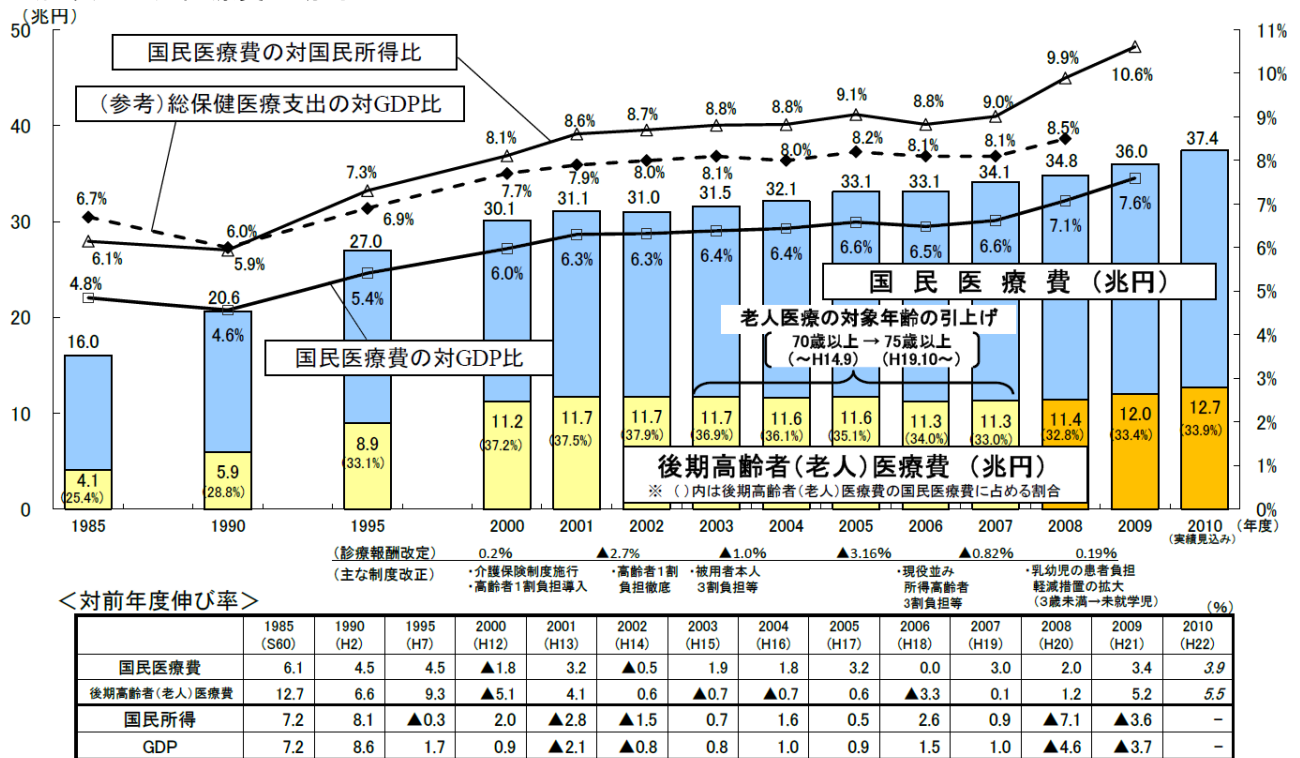 (兆円)
50
40
30
20
10
0
11%
10%
9%
8%
7%
6%
5%
4%
3%
2%
1%
0%
国民医療費の対国民所得比
(参考)総保健医療支出の対GDP比
国民医療費の対GDP比
国 民 医 療 費 (兆円)
老人医療の対象年齢の引上げ
70歳以上 → 75歳以上
(~H14.9) (H19.10~)
後期高齢者(老人)医療費 (兆円)
※ ( )内は後期高齢者(老人)医療費の国民医療費に占める割合
6.1% 5.9% 7.3% 8.1% 8.6% 8.7% 8.8% 8.8% 9.1% 8.8% 9.0% 9.9% 10.6%
6.7% 6.0% 6.9% 7.7% 7.9% 8.0% 8.1% 8.0% 8.2% 8.1% 8.1% 8.5%
16.0 20.6 27.0 30.1 31.1 31.0 31.5 32.1 33.1 33.1 34.1 34.8 36.0 37.4
4.8% 4.6% 5.4% 6.0% 6.3% 6.3% 6.4% 6.4% 6.6% 6.5% 6.6% 7.1% 7.6%
4.1 5.9 8.9 11.2 11.7 11.7 11.7 11.6 11.6 11.3 11.3 11.4 12.0 12.7
(25.4%) (28.8%) (33.1%) (37.2%) (37.5%) (37.9%) (36.9%) (36.1%) (35.1%) (34.0%) (33.0%) (32.8%) (33.4%) (33.9%)
1985 1990 1995 2000 2001 2002 2003 2004 2005 2006 2007 2008 2009 2010 (年度)
(実績見込み)
(診療報酬改定) 0.2% ▲2.7% ▲1.0% ▲3.16% ▲0.82% 0.19%
(主な制度改正)
・介護保険制度施行
・高齢者1割負担導入
・高齢者1割
負担徹底
・被用者本人
3割負担等
・現役並み
所得高齢者
3割負担等
・乳幼児の患者負担
軽減措置の拡大
(3歳未満→未就学児)
<対前年度伸び率>
(%)
1985 1990 1995 2000 2001 2002 2003 2004 2005 2006 2007 2008 2009 2010
(S60) (H2) (H7) (H12) (H13) (H14) (H15) (H16) (H17) (H18) (H19) (H20) (H21) (H22)
国民医療費 6.1 4.5 4.5 ▲1.8 3.2 ▲0.5 1.9 1.8 3.2 0.0 3.0 2.0 3.4 3.9
後期高齢者(老人)医療費 12.7 6.6 9.3 ▲5.1 4.1 0.6 ▲0.7 ▲0.7 0.6 ▲3.3 0.1 1.2 5.2 5.5
国民所得 7.2 8.1 ▲0.3 2.0 ▲2.8 ▲1.5 0.7 1.6 0.5 2.6 0.9 ▲7.1 ▲3.6 -
GDP 7.2 8.6 1.7 0.9 ▲2.1 ▲0.8 0.8 1.0 0.9 1.5 1.0 ▲4.6 ▲3.7 -